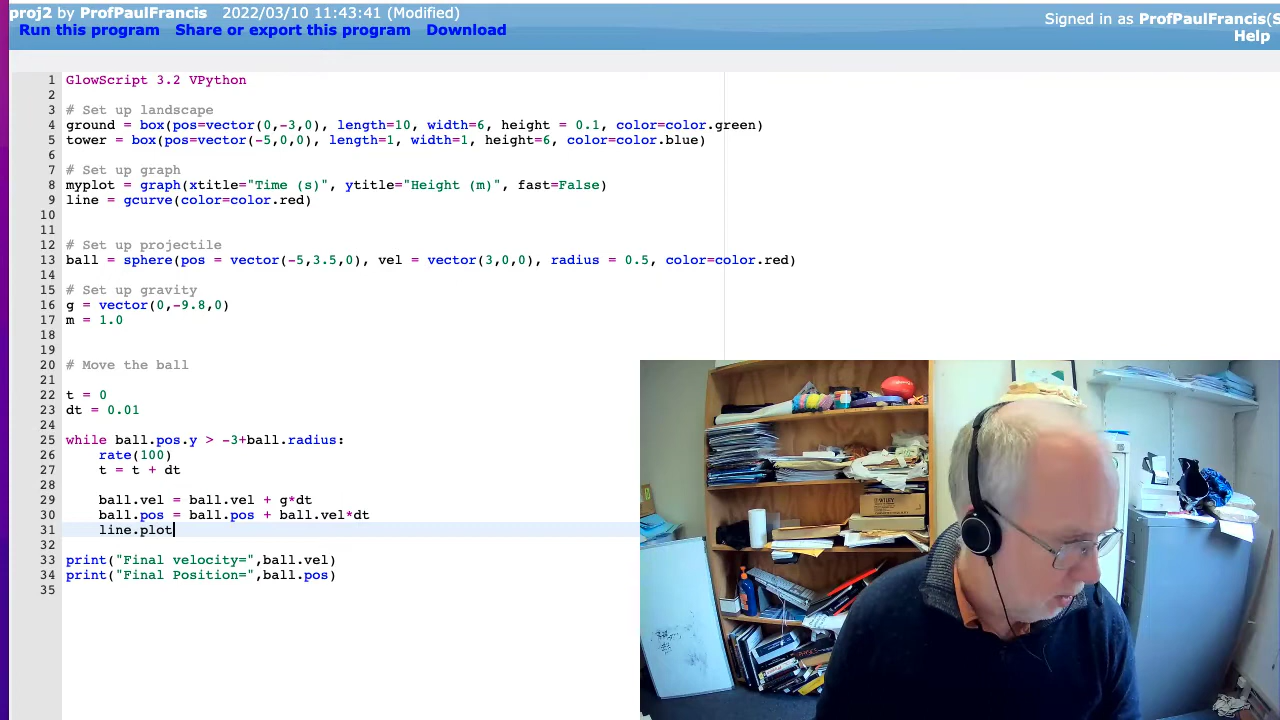 proj2 by ProfPaulFrancis 2022/03/10 11:43:41 (Modified)
Signed in as ProfPaulFrancis(S
Run this program Share or export this program Download
Help
1 GlowScript 3.2 VPython
2
3 # Set up landscape
4 ground = box(pos=vector(0,-3,0), length=10, width=6, height = 0.1, color=color.green)
5 tower = box(pos=vector(-5,0,0), length=1, width=1, height=6, color=color.blue)
6
7 # Set up graph
8 myplot = graph(xtitle="Time (s)", ytitle="Height (m)", fast=False)
9 line = gcurve(color=color.red)
10
11
12 # Set up projectile
13 ball = sphere(pos = vector(-5,3.5,0), vel = vector(3,0,0), radius = 0.5, color=color.red)
14
15 # Set up gravity
16 g = vector(0,-9.8,0)
17 m = 1.0
18
19
20 # Move the ball
21
22 t = 0
23 dt = 0.01
24
25 while ball.pos.y > -3+ball.radius:
26 rate(100)
27 t = t + dt
28
29 ball.vel = ball.vel + g*dt
30 ball.pos = ball.pos + ball.vel*dt
31 line.plot
32
33 print("Final velocity=",ball.vel)
34 print("Final Position=",ball.pos)
35